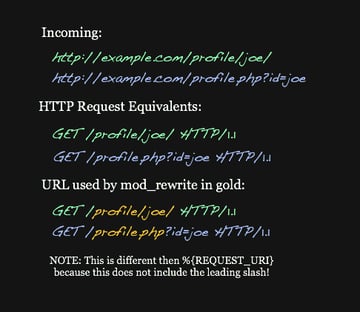 Incoming:
http://example.com/profile/joe/
http://example.com/profile.php?id=joe
HTTP Request Equivalents:
GET /profile/joe/ HTTP/1.1
GET /profile.php?id=joe HTTP/1.1
URL used by mod_rewrite in gold:
GET /profile/joe/ HTTP/1.1
GET /profile.php?id=joe HTTP/1.1
NOTE: This is different then %{REQUEST_URI}
because this does not include the leading slash!